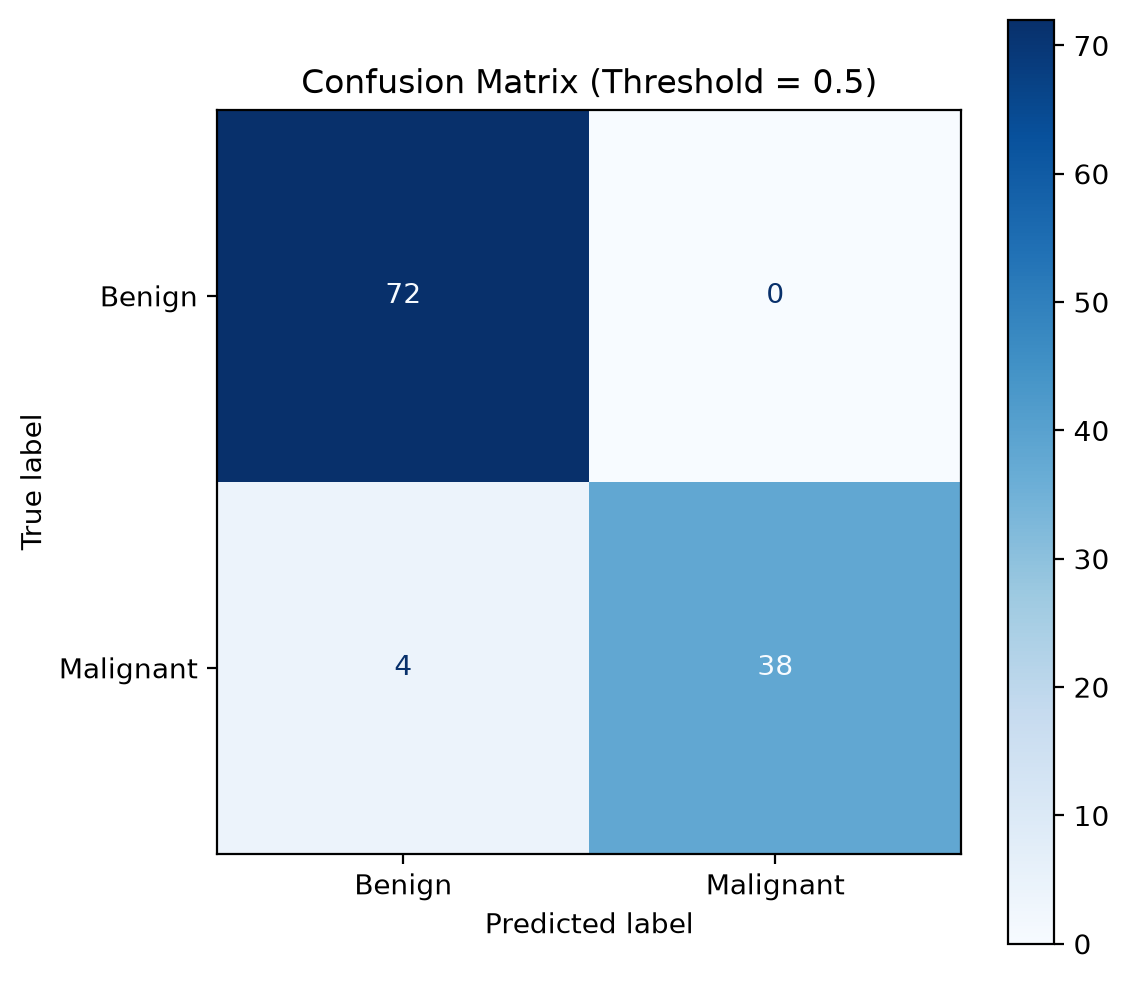 Confusion Matrix (Threshold = 0.5)
True label
Benign
Malignant
72
0
4
38
Benign
Malignant
Predicted label
70
60
50
40
30
20
10
0